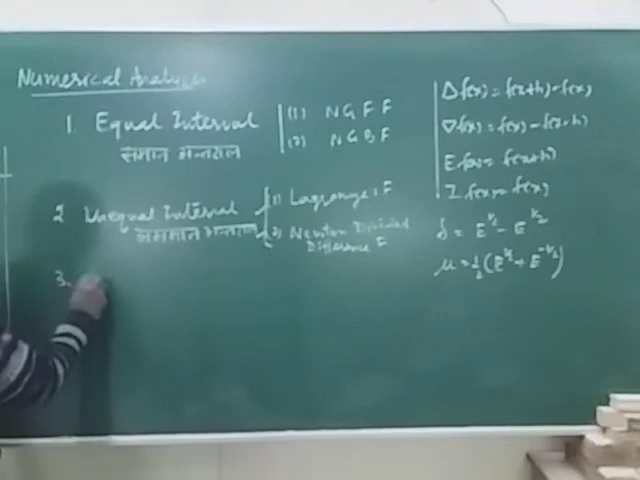 Numerical Analysis
1. Equal Interval
समान अन्तराल
(1) N G F F
(2) N G B F
2 Unequal Interval
असमान अन्तराल
(1) Lagrange's F
(2) Newton Divided
Difference F
3.
Δf(x) = f(x+h) - f(x)
∇f(x) = f(x) - f(x-h)
E f(x) = f(x+h)
I f(x) = f(x)
δ = E^½ - E^½
μ = ½(E^½ + E^-½)